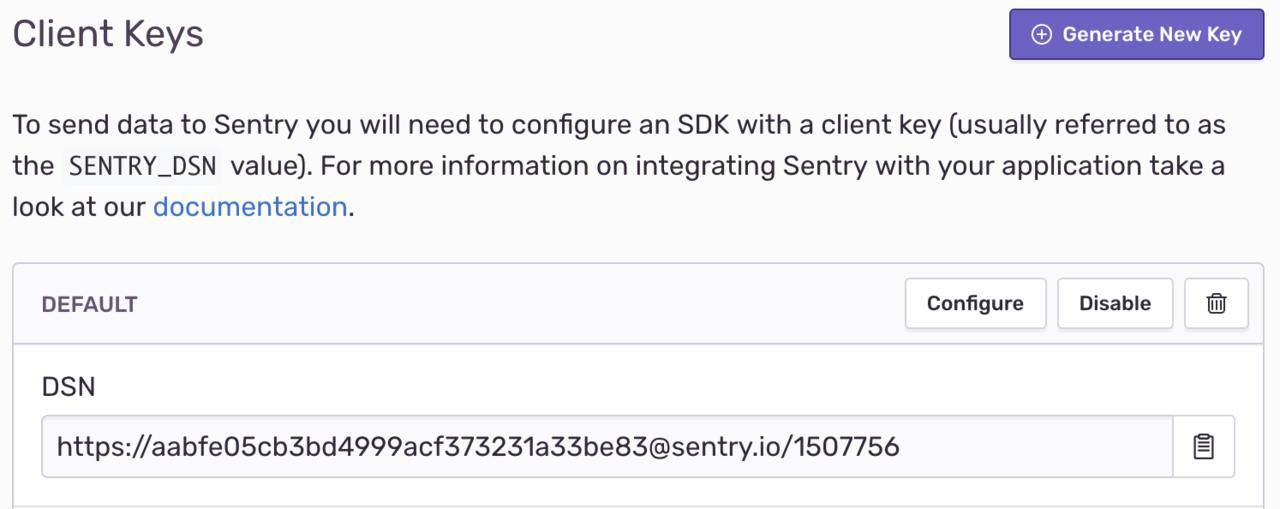 Client Keys
Generate New Key
To send data to Sentry you will need to configure an SDK with a client key (usually referred to as
the SENTRY_DSN value). For more information on integrating Sentry with your application take a
look at our documentation.
DEFAULT
Configure
Disable
DSN
https://aabfe05cb3bd4999acf373231a33be83@sentry.io/1507756